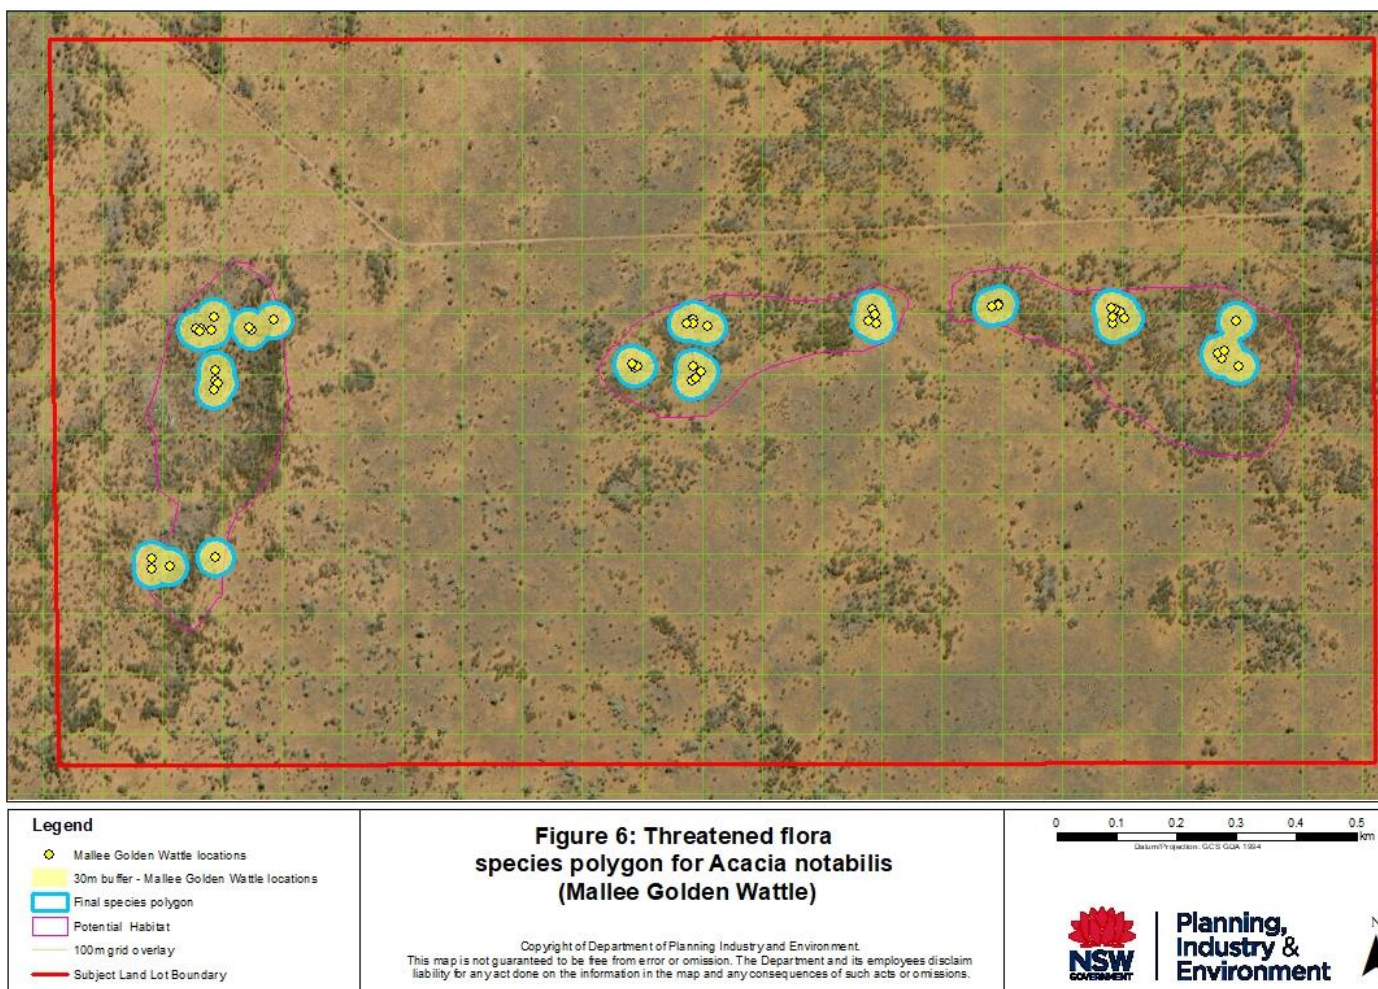 Legend
Mallee Golden Wattle locations
30m buffer - Mallee Golden Wattle locations
Final species polygon
Potential Habitat
100m grid overlay
Subject Land Lot Boundary
Figure 6: Threatened flora
species polygon for Acacia notabilis
(Mallee Golden Wattle)
Copyright of Department of Planning Industry and Environment.
This map is not guaranteed to be free from error or omission. The Department and its employees disclaim
liability for any act done on the information in the map and any consequences of such acts or omissions.
0 0.1 0.2 0.3 0.4 0.5
km
Datum/Projection: GCS GDA 1994
NSW
GOVERNMENT
Planning,
Industry &
Environment
N